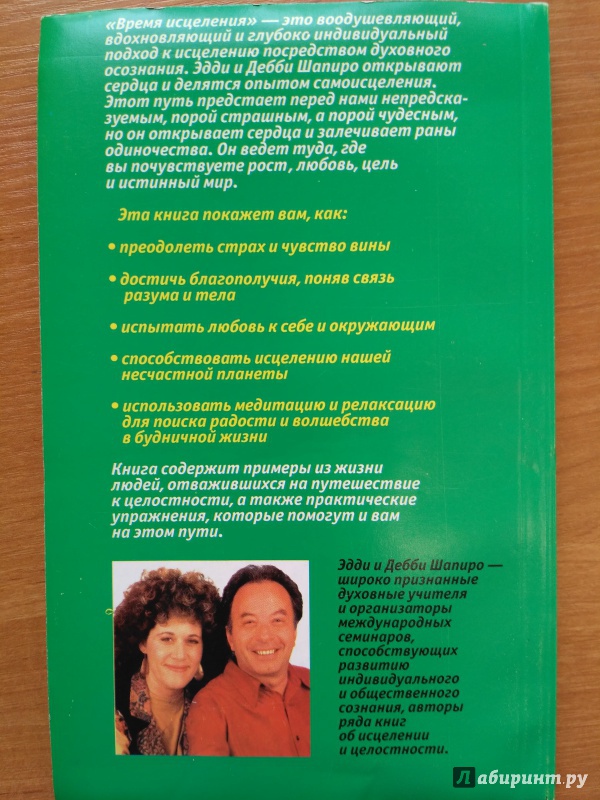 «Время исцеления» — это воодушевляющий,
вдохновляющий и глубоко индивидуальный
подход к исцелению посредством духовного
осознания. Эдди и Дебби Шапиро открывают
сердца и делятся опытом самоисцеления.
Этот путь предстает перед нами непредска-
зуемым, порой страшным, а порой чудесным,
но он открывает сердца и залечивает раны
одиночества. Он ведет туда, где
вы почувствуете рост, любовь, цель
и истинный мир.
Эта книга покажет вам, как:
• преодолеть страх и чувство вины
• достичь благополучия, поняв связь
разума и тела
• испытать любовь к себе и окружающим
• способствовать исцелению нашей
несчастной планеты
• использовать медитацию и релаксацию
для поиска радости и волшебства
в будничной жизни
Книга содержит примеры из жизни
людей, отважившихся на путешествие
к целостности, а также практические
упражнения, которые помогут и вам
на этом пути.
Эдди и Дебби Шапиро —
широко признанные
духовные учителя
и организаторы
международных
семинаров,
способствующих
развитию
индивидуального
и общественного
сознания, авторы
ряда книг
об исцелении
и целостности.
Лабиринт.ру